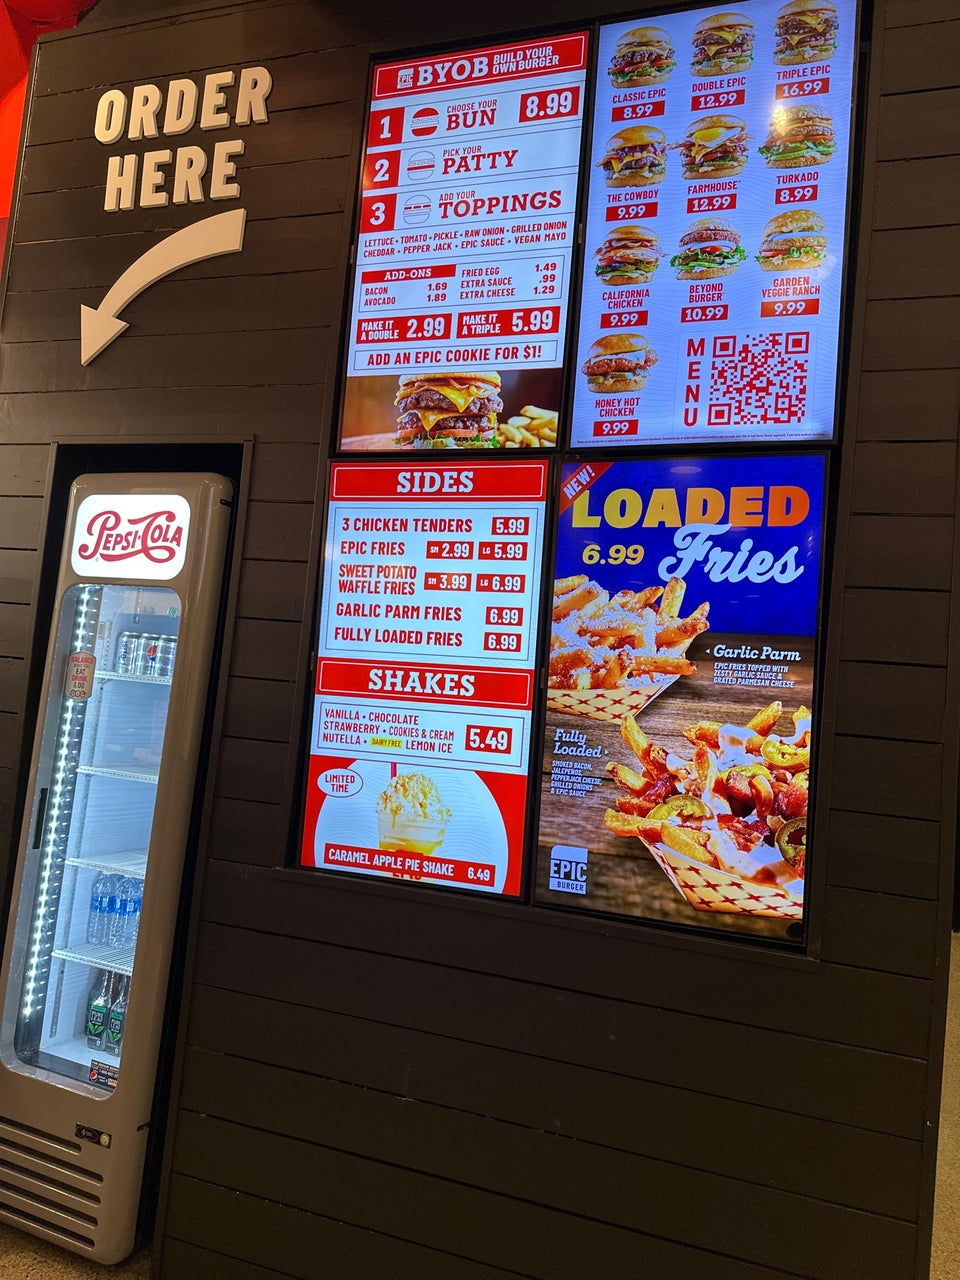 ORDER
HERE
EPIC
BYOB BUILD YOUR
OWN BURGER
1 CHOOSE YOUR
BUN 8.99
2 PICK YOUR
PATTY
3 ADD YOUR
TOPPINGS
LETTUCE • TOMATO • PICKLE • RAW ONION • GRILLED ONION
CHEDDAR • PEPPER JACK • EPIC SAUCE • VEGAN MAYO
ADD-ONS
BACON 1.69
AVOCADO 1.89
FRIED EGG 1.49
EXTRA SAUCE .99
EXTRA CHEESE 1.29
MAKE IT
A DOUBLE 2.99
MAKE IT
A TRIPLE 5.99
ADD AN EPIC COOKIE FOR $1!
CLASSIC EPIC
8.99
DOUBLE EPIC
12.99
TRIPLE EPIC
16.99
THE COWBOY
9.99
FARMHOUSE
12.99
TURKADO
8.99
CALIFORNIA
CHICKEN
9.99
BEYOND
BURGER
10.99
GARDEN
VEGGIE RANCH
9.99
HONEY HOT
CHICKEN
9.99
MENU
SIDES
3 CHICKEN TENDERS 5.99
EPIC FRIES SM 2.99 LG 5.99
SWEET POTATO
WAFFLE FRIES SM 3.99 LG 6.99
GARLIC PARM FRIES 6.99
FULLY LOADED FRIES 6.99
SHAKES
VANILLA • CHOCOLATE
STRAWBERRY • COOKIES & CREAM
NUTELLA • DAIRY FREE LEMON ICE
5.49
LIMITED
TIME
CARAMEL APPLE PIE SHAKE 6.49
NEW!
LOADED
6.99 Fries
Garlic Parm
EPIC FRIES TOPPED WITH
ZESTY GARLIC SAUCE &
GRATED PARMESAN CHEESE
Fully
Loaded
SMOKED BACON,
JALEPENOS,
PEPPERJACK CHEESE,
GRILLED ONIONS
& EPIC SAUCE
EPIC
BURGER
PEPSI-COLA
BALANCE
EAT
DRINK
& DO
PURE
LEAF